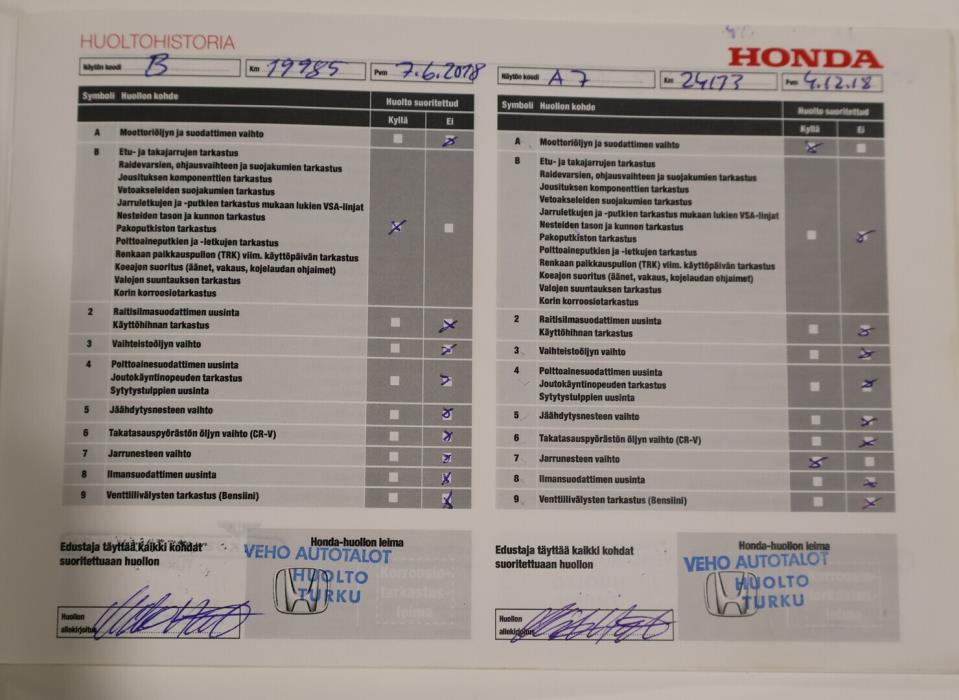 HUOLTOHISTORIA
HONDA
Näytön koodi B Km 19985 Pvm 7.6.2018
Symboli Huollon kohde Huolto suoritettud
Kyllä Ei
A Moottoriöljyn ja suodattimen vaihto
B Etu- ja takajarrujen tarkastus
Raidevarsien, ohjausvaihteen ja suojakumien tarkastus
Jousituksen komponenttien tarkastus
Vetoakseleiden suojakumien tarkastus
Jarruletkujen ja -putkien tarkastus mukaan lukien VSA-linjat
Nesteiden tason ja kunnon tarkastus
Pakoputkiston tarkastus
Polttoaineputkien ja -letkujen tarkastus
Renkaan paikkauspullon (TRK) viim. käyttöpäivän tarkastus
Koeajon suoritus (äänet, vakaus, kojelaudan ohjaimet)
Valojen suuntauksen tarkastus
Korin korroosiotarkastus
2 Raitisilmasuodattimen uusinta
Käyttöhihnan tarkastus
3 Vaihteistoöljyn vaihto
4 Polttoainesuodattimen uusinta
Joutokäyntinopeuden tarkastus
Sytytystulppien uusinta
5 Jäähdytysnesteen vaihto
6 Takatasauspyörästön öljyn vaihto (CR-V)
7 Jarrunesteen vaihto
8 Ilmansuodattimen uusinta
9 Venttiilivälysten tarkastus (Bensiini)
Edustaja täyttää kaikki kohdat
suoritettuaan huollon
Honda-huollon leima
VEHO AUTOTALOT
HUOLTO
TURKU
Huollon
allekirjoitus
Näytön koodi A7 Km 24173 Pvm 4.12.18
Symboli Huollon kohde Huolto suoritettud
Kyllä Ei
A Moottoriöljyn ja suodattimen vaihto
B Etu- ja takajarrujen tarkastus
Raidevarsien, ohjausvaihteen ja suojakumien tarkastus
Jousituksen komponenttien tarkastus
Vetoakseleiden suojakumien tarkastus
Jarruletkujen ja -putkien tarkastus mukaan lukien VSA-linjat
Nesteiden tason ja kunnon tarkastus
Pakoputkiston tarkastus
Polttoaineputkien ja -letkujen tarkastus
Renkaan paikkauspullon (TRK) viim. käyttöpäivän tarkastus
Koeajon suoritus (äänet, vakaus, kojelaudan ohjaimet)
Valojen suuntauksen tarkastus
Korin korroosiotarkastus
2 Raitisilmasuodattimen uusinta
Käyttöhihnan tarkastus
3 Vaihteistoöljyn vaihto
4 Polttoainesuodattimen uusinta
Joutokäyntinopeuden tarkastus
Sytytystulppien uusinta
5 Jäähdytysnesteen vaihto
6 Takatasauspyörästön öljyn vaihto (CR-V)
7 Jarrunesteen vaihto
8 Ilmansuodattimen uusinta
9 Venttiilivälysten tarkastus (Bensiini)
Edustaja täyttää kaikki kohdat
suoritettuaan huollon
Honda-huollon leima
VEHO AUTOTALOT
HUOLTO
TURKU
Huollon
allekirjoitus